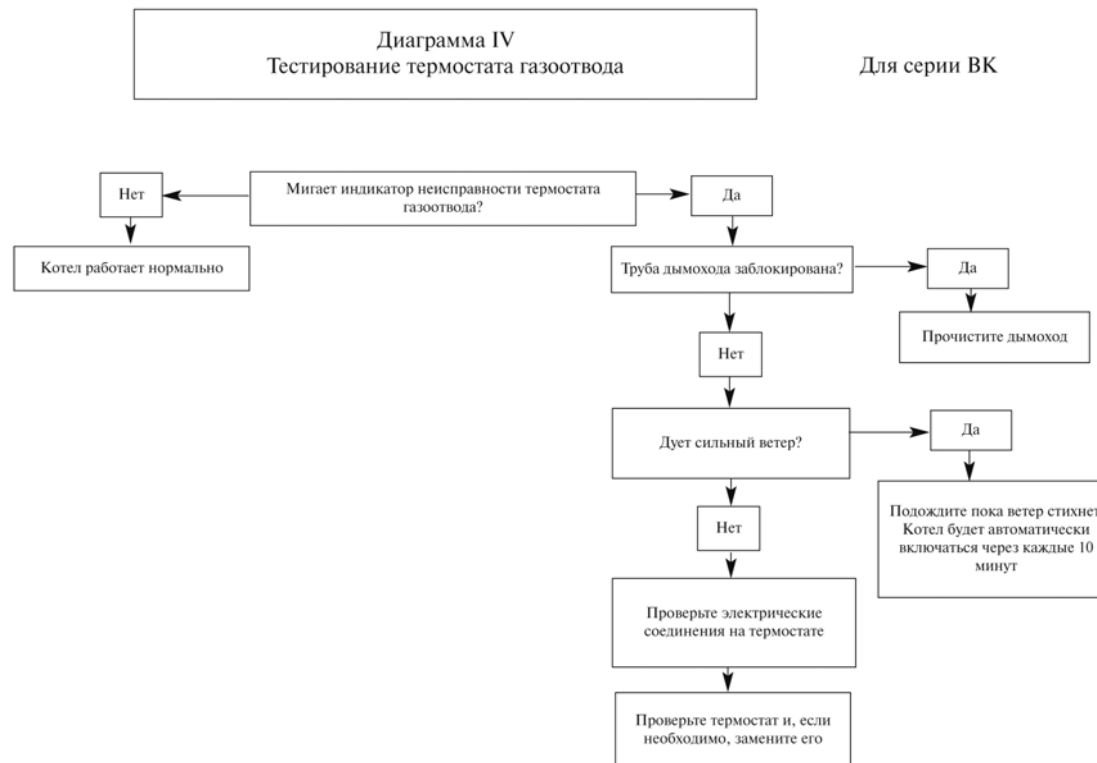 Диаграмма IV
Тестирование термостата газоотвода
Для серии ВК
Нет
Мигает индикатор неисправности термостата
газоотвода?
Да
Котел работает нормально
Труба дымохода заблокирована?
Да
Прочистите дымоход
Нет
Дует сильный ветер?
Да
Подождите пока ветер стихнет
Котел будет автоматически
включаться через каждые 10
минут
Нет
Проверьте электрические
соединения на термостате
Проверьте термостат и, если
необходимо, замените его